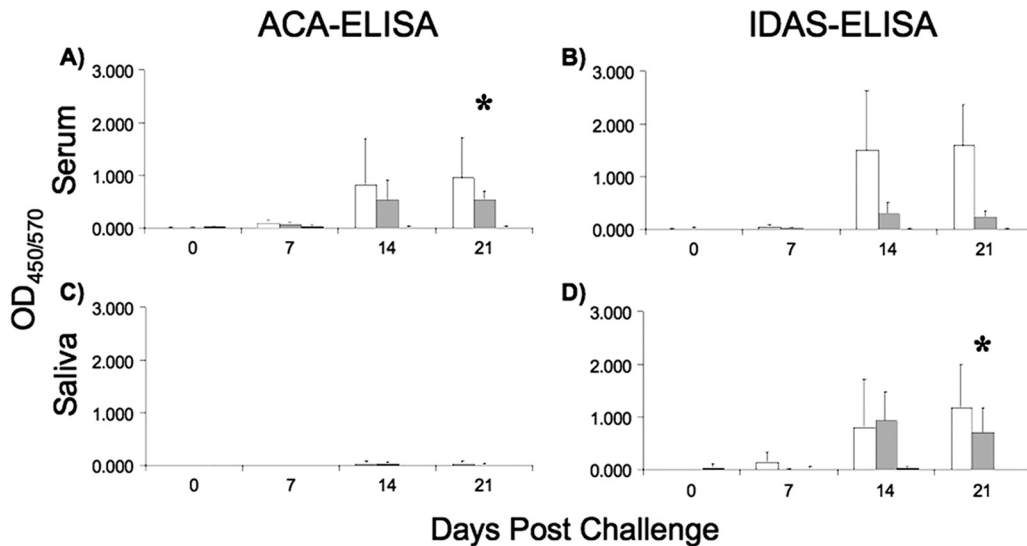 ACA-ELISA IDAS-ELISA
A) B)
Serum
3.000 3.000
*
2.000 2.000
1.000 1.000
0.000 0.000
0 7 14 21 0 7 14 21
OD450/570
C) D)
Saliva
3.000 3.000
*
2.000 2.000
1.000 1.000
0.000 0.000
0 7 14 21 0 7 14 21
Days Post Challenge